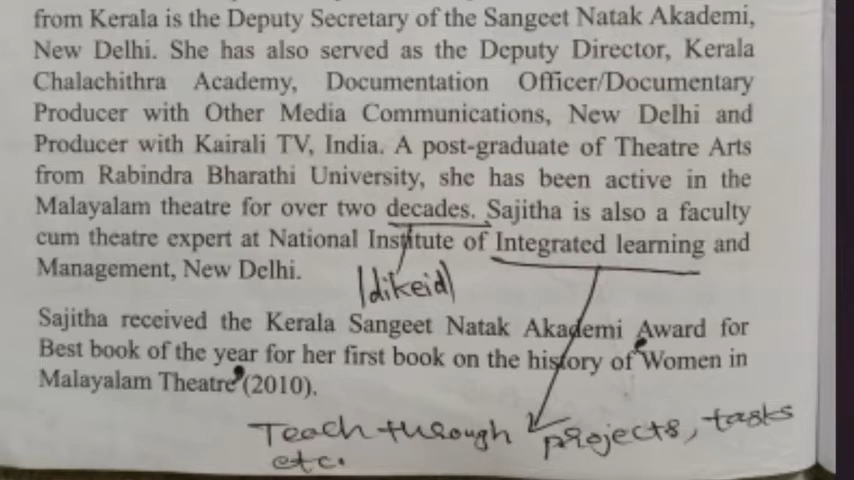 from Kerala is the Deputy Secretary of the Sangeet Natak Akademi,
New Delhi. She has also served as the Deputy Director, Kerala
Chalachithra Academy, Documentation Officer/Documentary
Producer with Other Media Communications, New Delhi and
Producer with Kairali TV, India. A post-graduate of Theatre Arts
from Rabindra Bharathi University, she has been active in the
Malayalam theatre for over two decades. Sajitha is also a faculty
cum theatre expert at National Institute of Integrated learning and
Management, New Delhi.
/dikeid/
Sajitha received the Kerala Sangeet Natak Akademi Award for
Best book of the year for her first book on the history of 'Women in
Malayalam Theatre' (2010).
Teach through projects, tasks
etc.